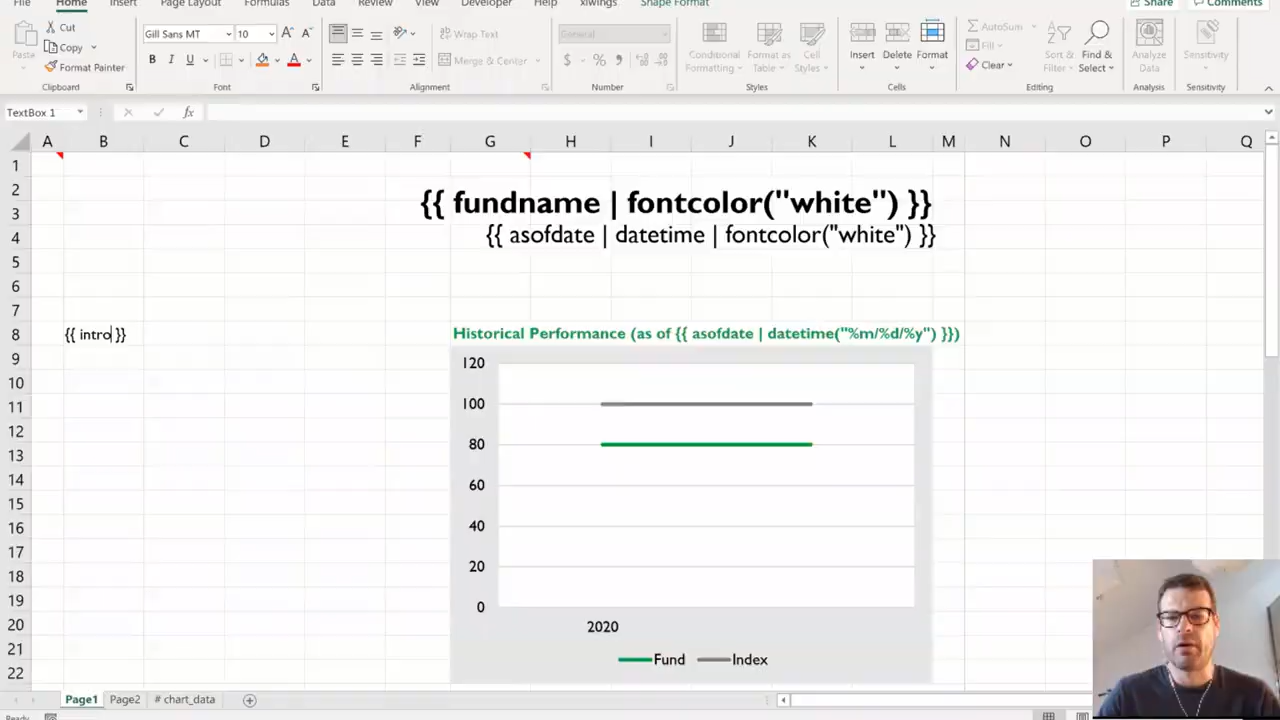 File Home Insert Page Layout Formulas Data Review View Developer Help xlwings Shape Format Share Comments
Cut
Copy
Format Painter
Paste
Clipboard
Gill Sans MT 10
B I U
Font
Wrap Text
Merge & Center
Alignment
General
$ %
Number
Conditional Formatting
Format as Table
Cell Styles
Styles
Insert Delete Format
Cells
AutoSum
Fill
Clear
Sort & Filter
Find & Select
Editing
Analyze Data
Analysis
Sensitivity
Sensitivity
TextBox 1 fx
A B C D E F G H I J K L M N O P Q
1
2
3
4
5
6
7
8
9
10
11
12
13
14
15
16
17
18
19
20
21
22
{{ fundname | fontcolor("white") }}
{{ asofdate | datetime | fontcolor("white") }}
{{ intro }}
Historical Performance (as of {{ asofdate | datetime("%m/%d/%y") }})
120
100
80
60
40
20
0
2020
Fund Index
Page1 Page2 # chart_data
Ready